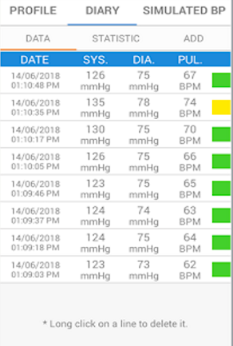 PROFILE DIARY SIMULATED BP
DATA STATISTIC ADD
DATE SYS. DIA. PUL.
14/06/2018 126 75 67
01:10:48 PM mmHg mmHg BPM
14/06/2018 135 78 74
01:10:35 PM mmHg mmHg BPM
14/06/2018 130 75 70
01:10:17 PM mmHg mmHg BPM
14/06/2018 126 75 66
01:10:05 PM mmHg mmHg BPM
14/06/2018 123 75 65
01:09:46 PM mmHg mmHg BPM
14/06/2018 124 74 63
01:09:37 PM mmHg mmHg BPM
14/06/2018 124 75 64
01:09:18 PM mmHg mmHg BPM
14/06/2018 123 73 62
01:09:03 PM mmHg mmHg BPM
* Long click on a line to delete it.